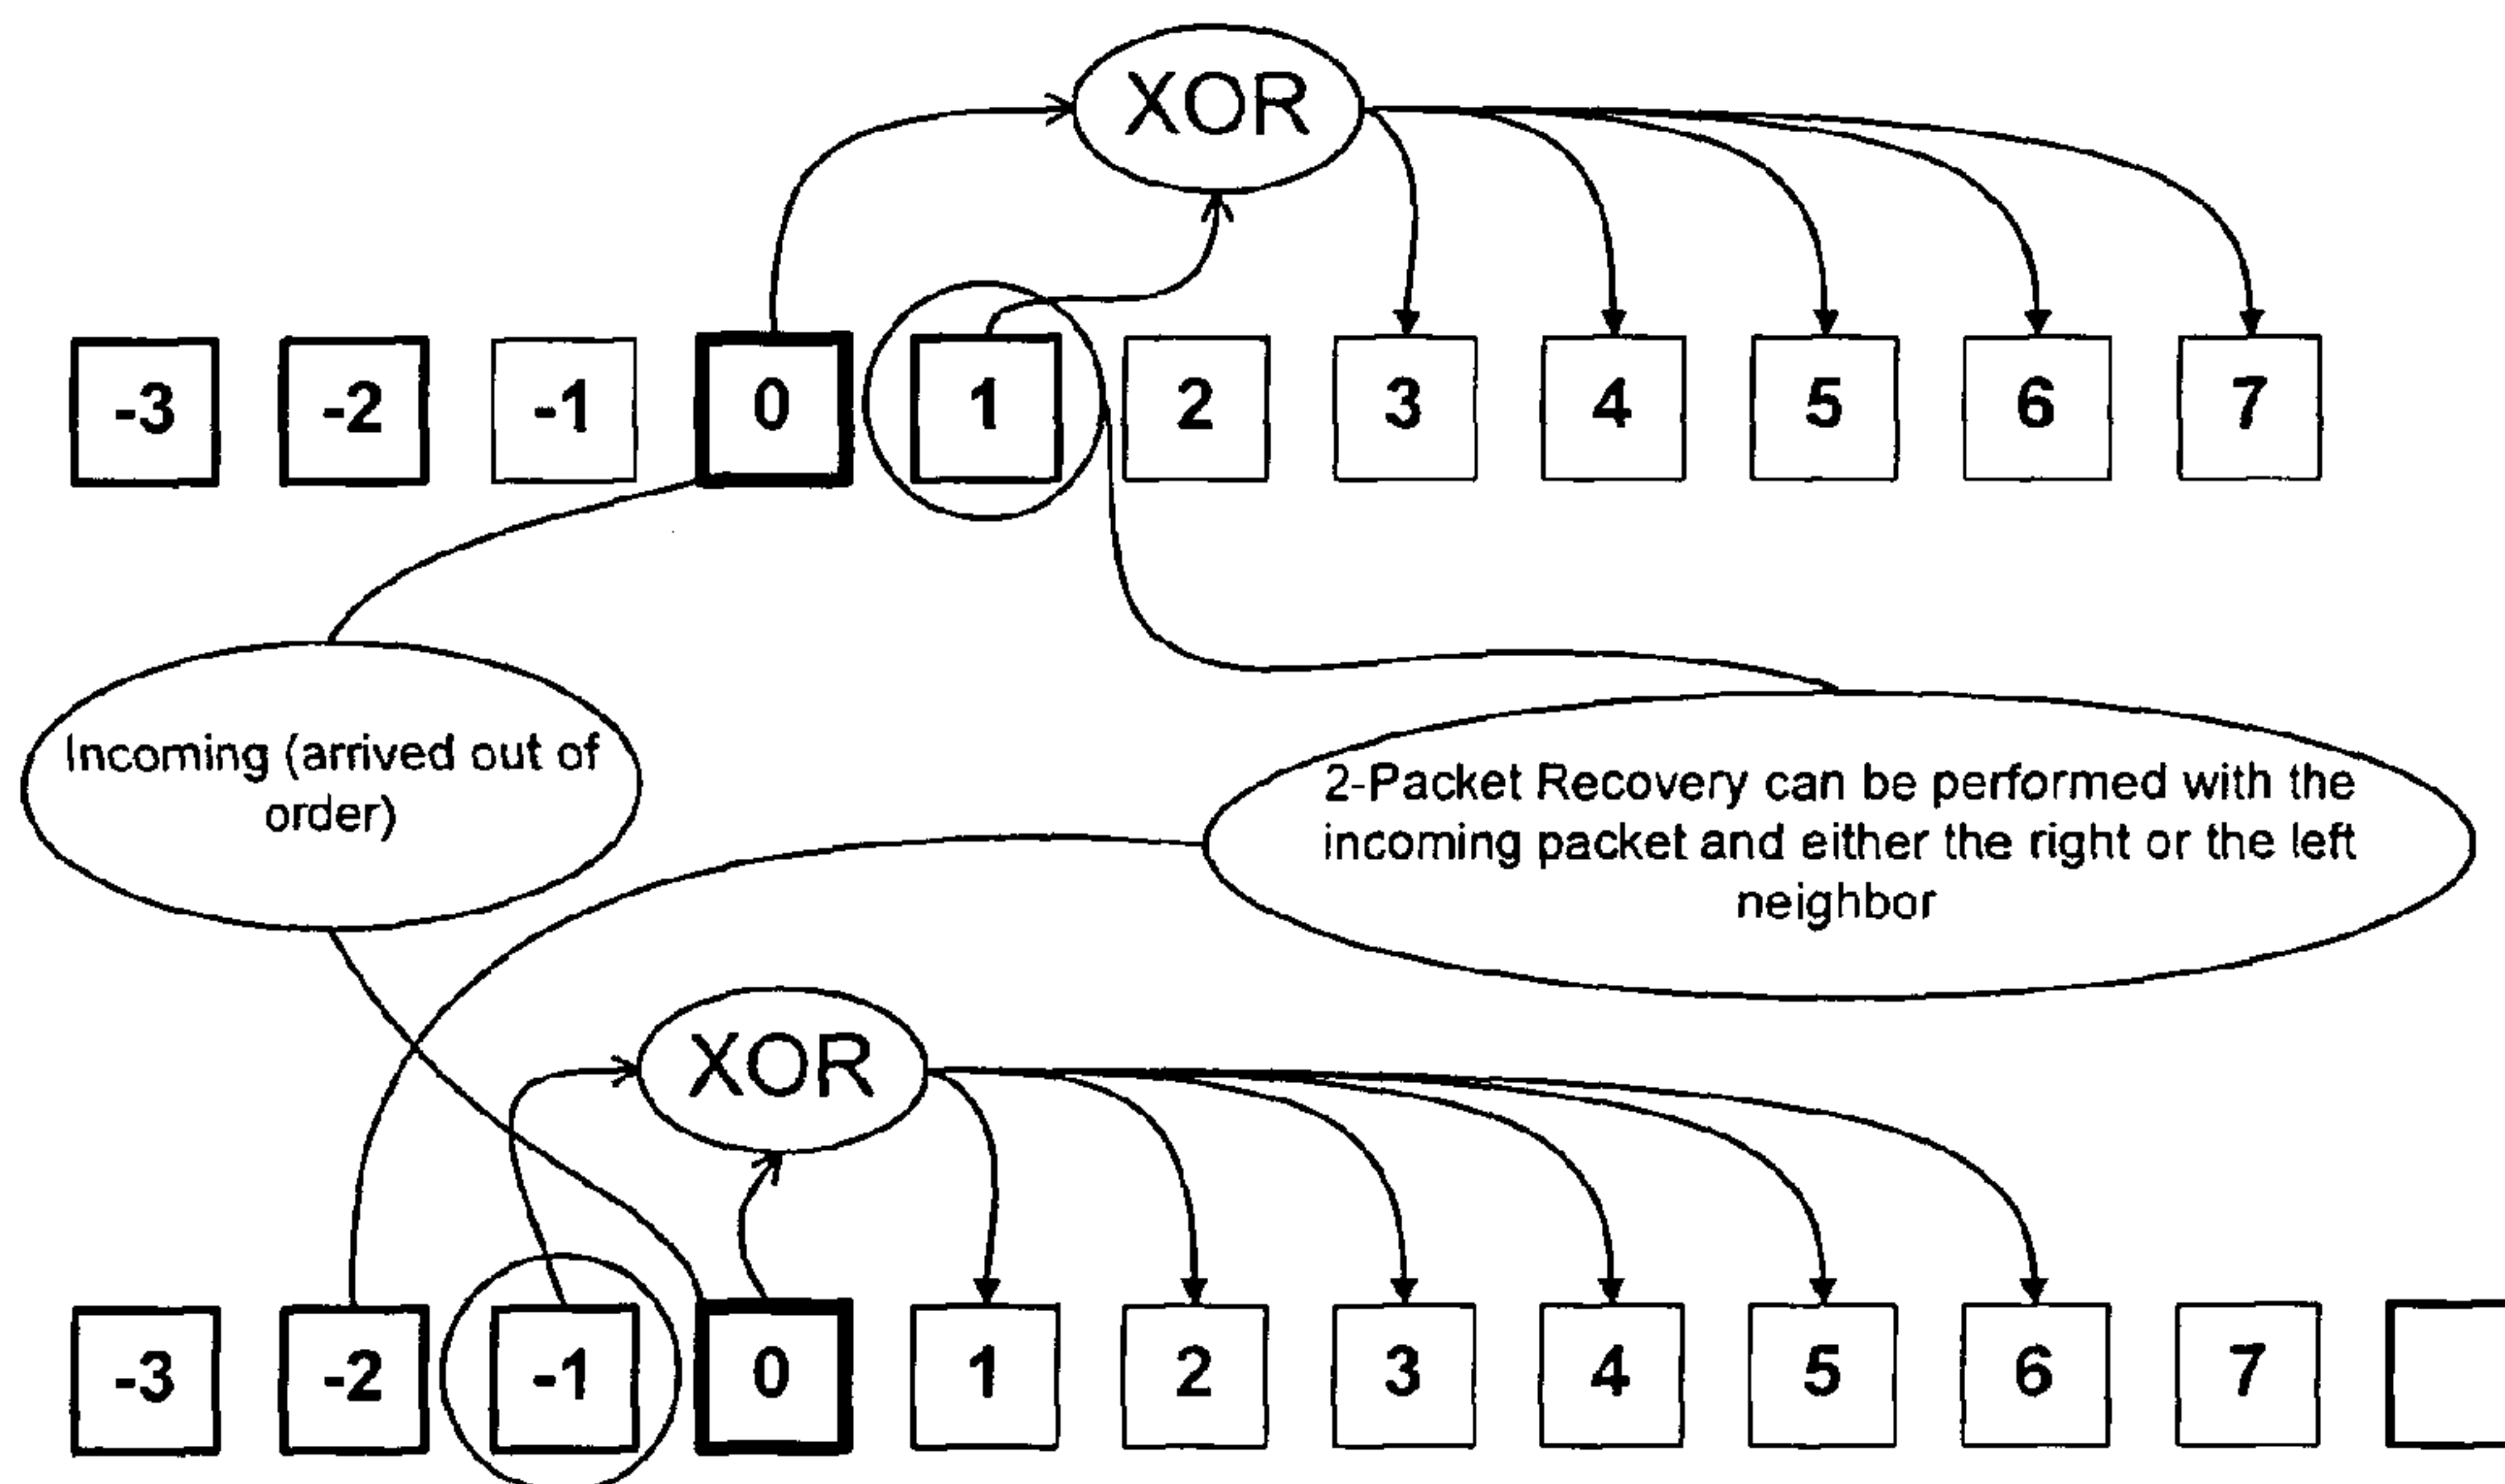 XOR
-3 -2 -1 0 1 2 3 4 5 6 7
Incoming (arrived out of
order)
2-Packet Recovery can be performed with the
incoming packet and either the right or the left
neighbor
XOR
-3 -2 -1 0 1 2 3 4 5 6 7